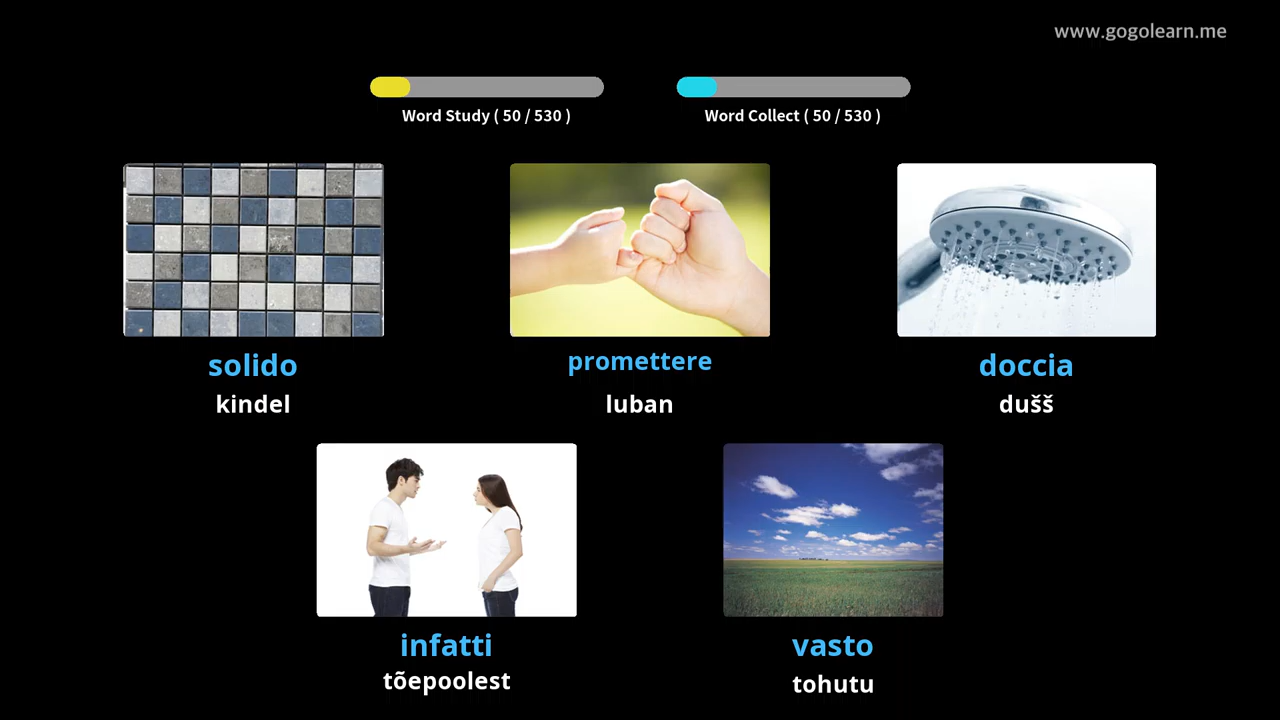 www.gogolearn.me
Word Study ( 50 / 530 )
Word Collect ( 50 / 530 )
solido
kindel
promettere
luban
doccia
dušš
infatti
tõepoolest
vasto
tohutu